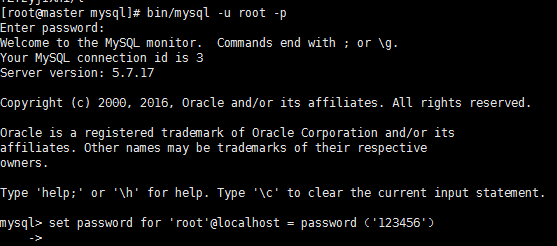 [root@master mysql]# bin/mysql -u root -p
Enter password:
Welcome to the MySQL monitor.  Commands end with ; or \g.
Your MySQL connection id is 3
Server version: 5.7.17
Copyright (c) 2000, 2016, Oracle and/or its affiliates. All rights reserved.
Oracle is a registered trademark of Oracle Corporation and/or its
affiliates. Other names may be trademarks of their respective
owners.
Type 'help;' or '\h' for help. Type '\c' to clear the current input statement.
mysql> set password for 'root'@localhost = password ('123456')
    ->